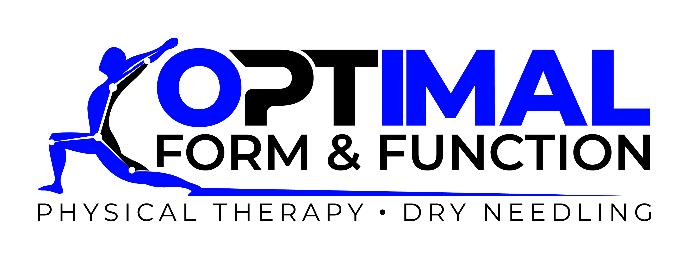 OPTIMAL
FORM & FUNCTION
PHYSICAL THERAPY • DRY NEEDLING